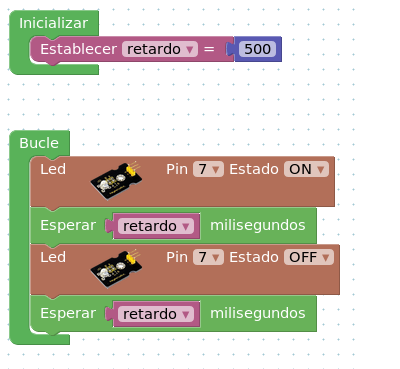 Inicializar
Establecer retardo = 500
Bucle
Led Pin 7 Estado ON
Esperar retardo milisegundos
Led Pin 7 Estado OFF
Esperar retardo milisegundos